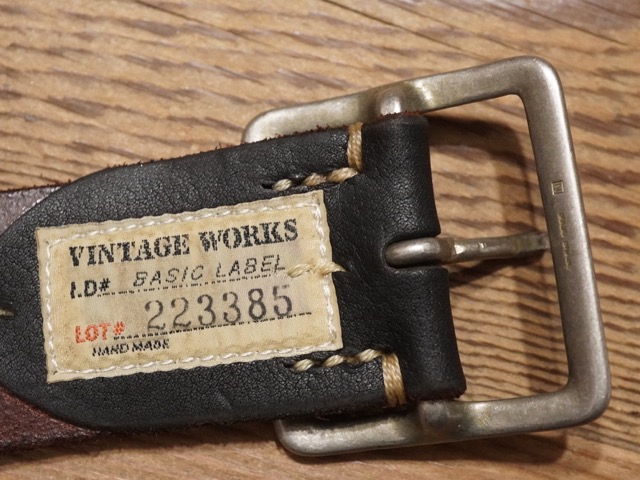 VINTAGE WORKS
I.D# BASIC LABEL
LOT# 223385
HAND MADE